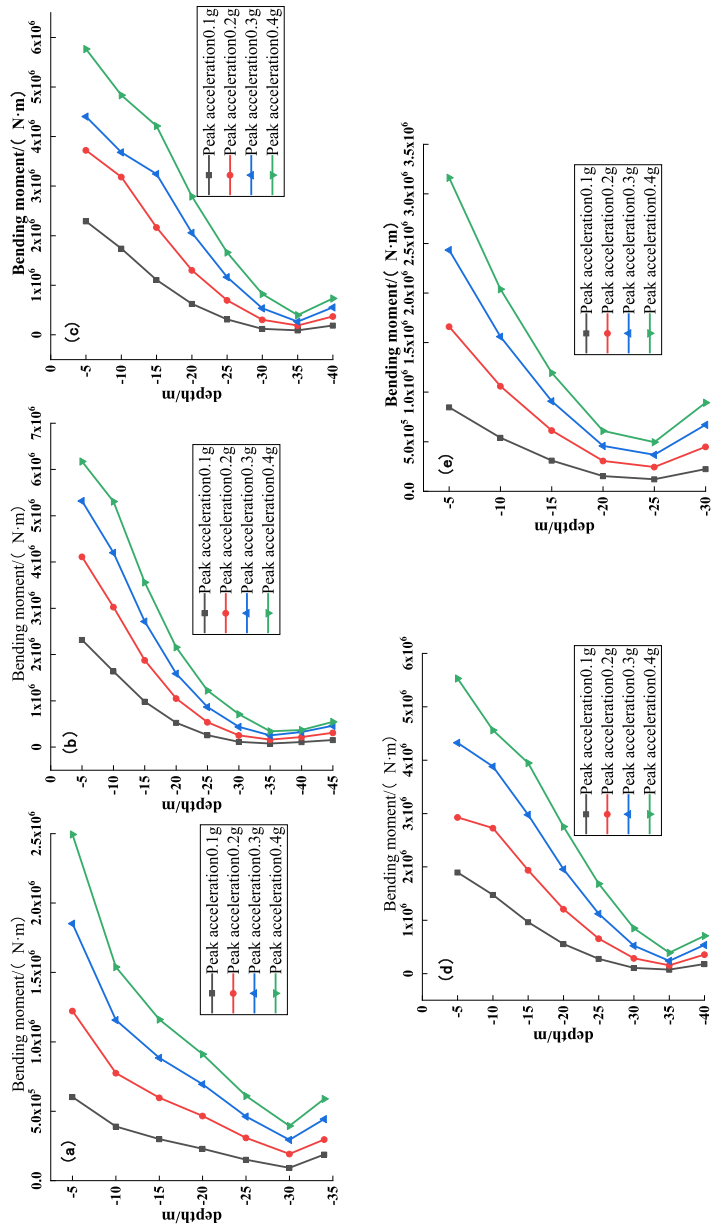 (a)
Bending moment/( N·m)
0.0
5.0x10⁵
1.0x10⁶
1.5x10⁶
2.0x10⁶
2.5x10⁶
depth/m
-5
-10
-15
-20
-25
-30
-35
Peak acceleration0.1g
Peak acceleration0.2g
Peak acceleration0.3g
Peak acceleration0.4g
(b)
Bending moment/( N·m)
0
1x10⁶
2x10⁶
3x10⁶
4x10⁶
5x10⁶
6x10⁶
7x10⁶
depth/m
-5
-10
-15
-20
-25
-30
-35
-40
-45
Peak acceleration0.1g
Peak acceleration0.2g
Peak acceleration0.3g
Peak acceleration0.4g
(c)
Bending moment/( N·m)
0
1x10⁶
2x10⁶
3x10⁶
4x10⁶
5x10⁶
6x10⁶
depth/m
0
-5
-10
-15
-20
-25
-30
-35
-40
Peak acceleration0.1g
Peak acceleration0.2g
Peak acceleration0.3g
Peak acceleration0.4g
(d)
Bending moment/( N·m)
0
1x10⁶
2x10⁶
3x10⁶
4x10⁶
5x10⁶
6x10⁶
depth/m
0
-5
-10
-15
-20
-25
-30
-35
-40
Peak acceleration0.1g
Peak acceleration0.2g
Peak acceleration0.3g
Peak acceleration0.4g
(e)
Bending moment/( N·m)
0.0
5.0x10⁵
1.0x10⁶
1.5x10⁶
2.0x10⁶
2.5x10⁶
3.0x10⁶
3.5x10⁶
depth/m
-5
-10
-15
-20
-25
-30
Peak acceleration0.1g
Peak acceleration0.2g
Peak acceleration0.3g
Peak acceleration0.4g